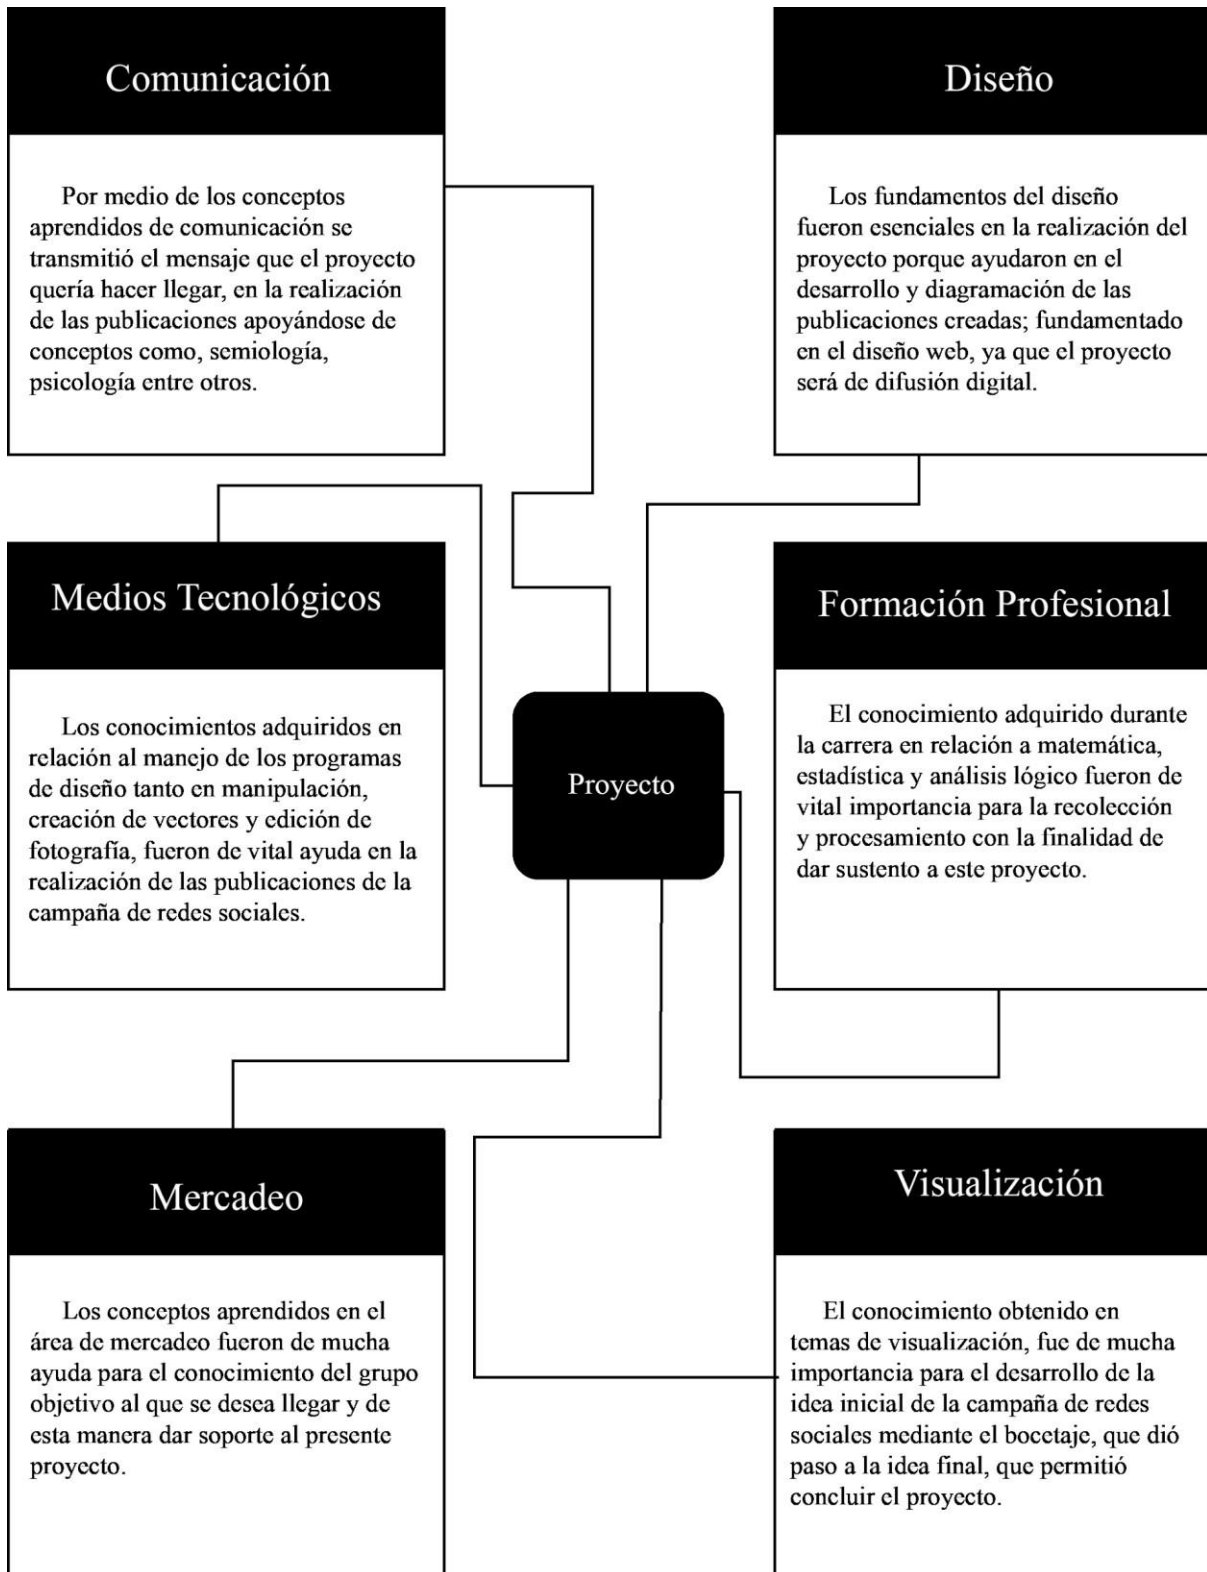 Comunicación
Por medio de los conceptos
aprendidos de comunicación se
transmitió el mensaje que el proyecto
quería hacer llegar, en la realización
de las publicaciones apoyándose de
conceptos como, semiología,
psicología entre otros.
Diseño
Los fundamentos del diseño
fueron esenciales en la realización del
proyecto porque ayudaron en el
desarrollo y diagramación de las
publicaciones creadas; fundamentado
en el diseño web, ya que el proyecto
será de difusión digital.
Medios Tecnológicos
Los conocimientos adquiridos en
relación al manejo de los programas
de diseño tanto en manipulación,
creación de vectores y edición de
fotografía, fueron de vital ayuda en la
realización de las publicaciones de la
campaña de redes sociales.
Proyecto
Formación Profesional
El conocimiento adquirido durante
la carrera en relación a matemática,
estadística y análisis lógico fueron de
vital importancia para la recolección
y procesamiento con la finalidad de
dar sustento a este proyecto.
Mercadeo
Los conceptos aprendidos en el
área de mercadeo fueron de mucha
ayuda para el conocimiento del grupo
objetivo al que se desea llegar y de
esta manera dar soporte al presente
proyecto.
Visualización
El conocimiento obtenido en
temas de visualización, fue de mucha
importancia para el desarrollo de la
idea inicial de la campaña de redes
sociales mediante el bocetaje, que dió
paso a la idea final, que permitió
concluir el proyecto.